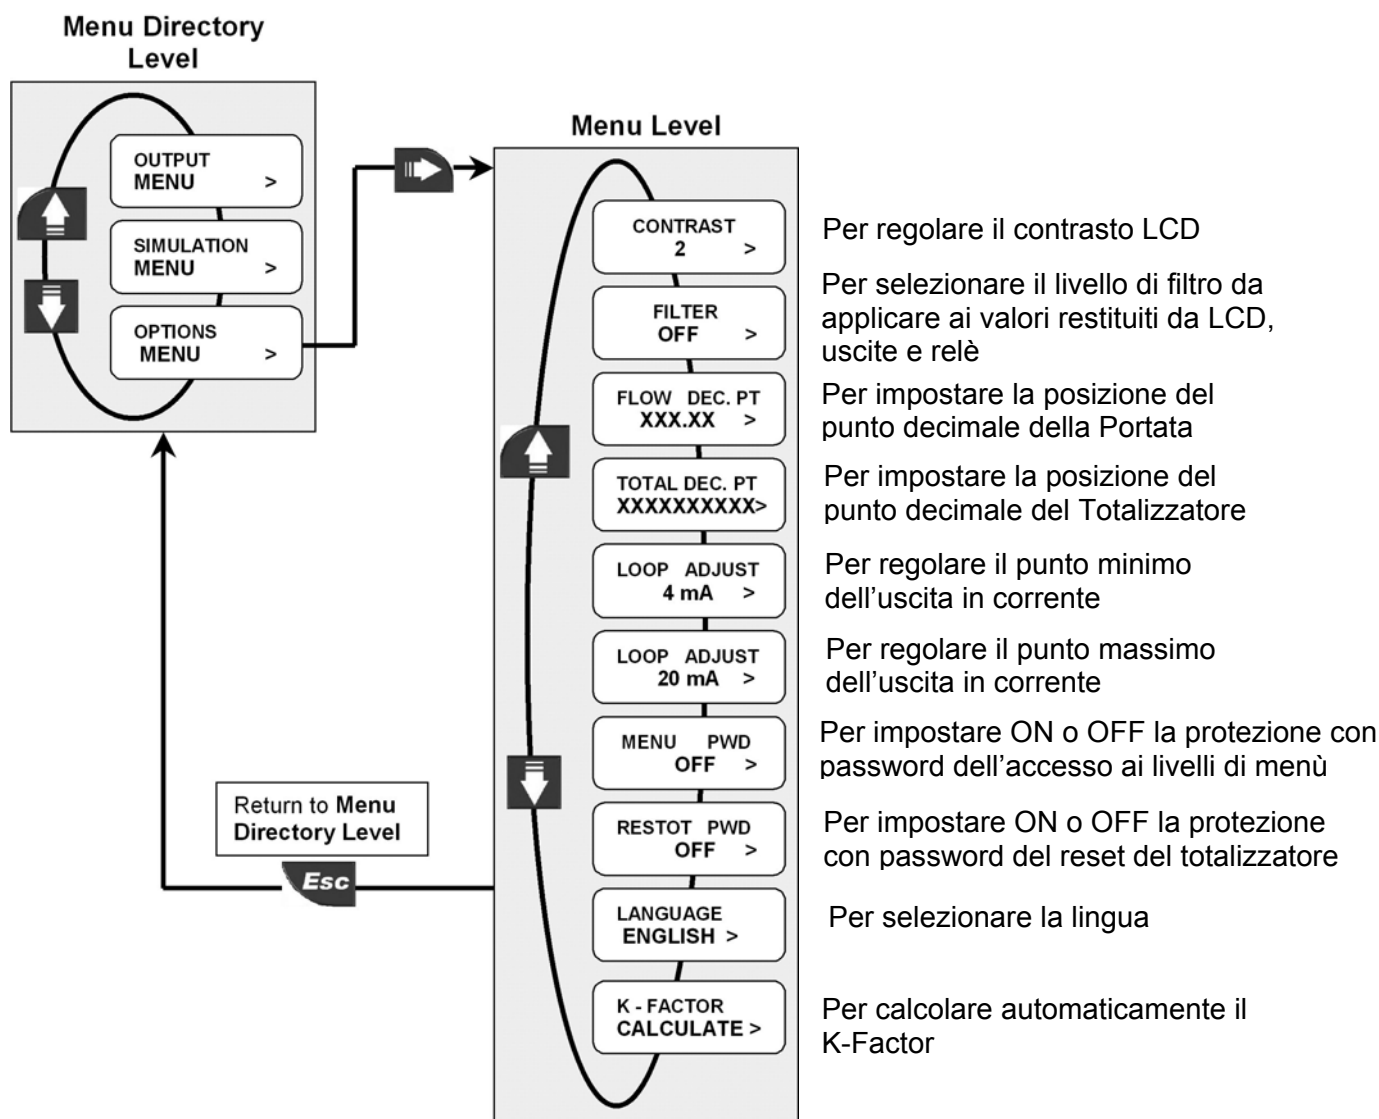 Menu Directory
Level
OUTPUT
MENU >
SIMULATION
MENU >
OPTIONS
MENU >
Menu Level
CONTRAST
2 >
Per regolare il contrasto LCD
FILTER
OFF >
Per selezionare il livello di filtro da
applicare ai valori restituiti da LCD,
uscite e relè
FLOW DEC. PT
XXX.XX >
Per impostare la posizione del
punto decimale della Portata
TOTAL DEC. PT
XXXXXXXXXX>
Per impostare la posizione del
punto decimale del Totalizzatore
LOOP ADJUST
4 mA >
Per regolare il punto minimo
dell'uscita in corrente
LOOP ADJUST
20 mA >
Per regolare il punto massimo
dell'uscita in corrente
MENU PWD
OFF >
Per impostare ON o OFF la protezione con
password dell'accesso ai livelli di menù
RESTOT PWD
OFF >
Per impostare ON o OFF la protezione
con password del reset del totalizzatore
LANGUAGE
ENGLISH >
Per selezionare la lingua
K - FACTOR
CALCULATE >
Per calcolare automaticamente il
K-Factor
Return to Menu
Directory Level
Esc